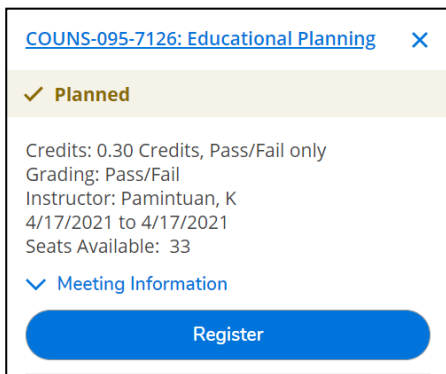 COUNS-095-7126: Educational Planning
Planned
Credits: 0.30 Credits, Pass/Fail only
Grading: Pass/Fail
Instructor: Pamintuan, K
4/17/2021 to 4/17/2021
Seats Available: 33
Meeting Information
Register